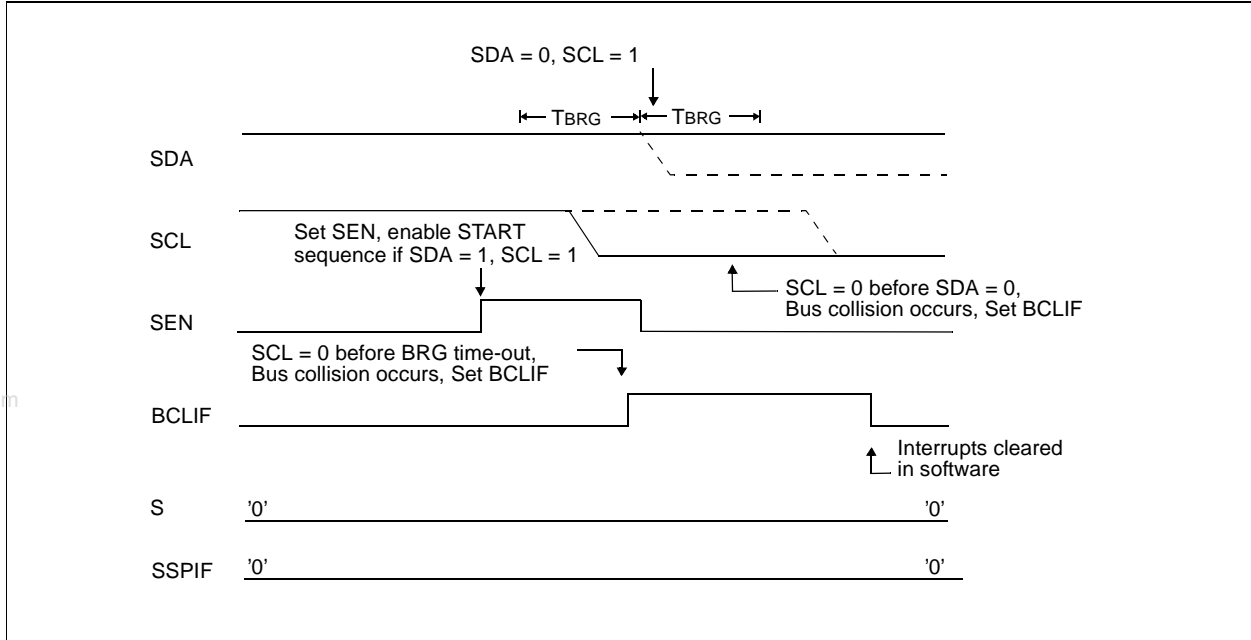 SDA = 0, SCL = 1
TBRG TBRG
SDA
SCL
Set SEN, enable START
sequence if SDA = 1, SCL = 1
SCL = 0 before SDA = 0,
Bus collision occurs, Set BCLIF
SEN
SCL = 0 before BRG time-out,
Bus collision occurs, Set BCLIF
m
BCLIF
Interrupts cleared
in software
S '0' '0'
SSPIF '0' '0'